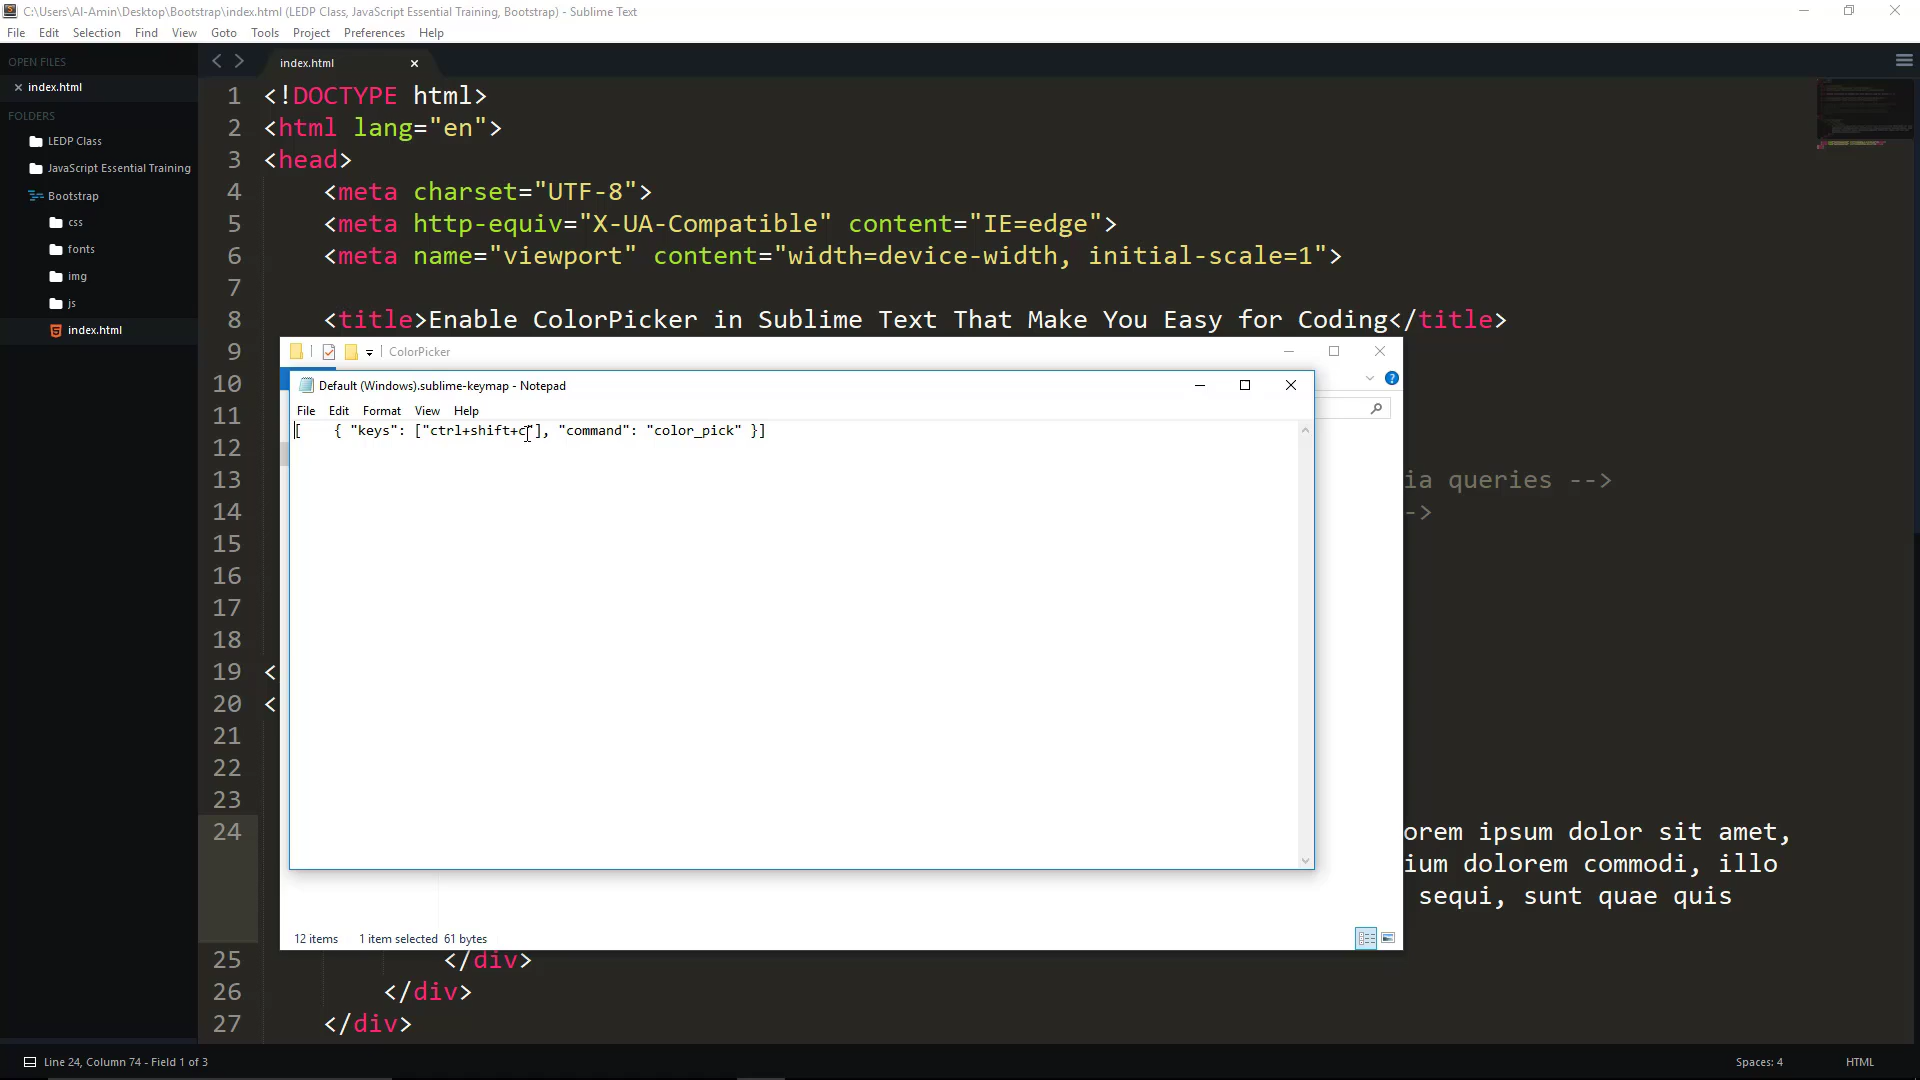 C:\Users\Al-Amin\Desktop\Bootstrap\index.html (LEDP Class, JavaScript Essential Training, Bootstrap) - Sublime Text
File Edit Selection Find View Goto Tools Project Preferences Help
OPEN FILES
index.html
FOLDERS
LEDP Class
JavaScript Essential Training
Bootstrap
css
fonts
img
js
index.html
index.html
1 <!DOCTYPE html>
2 <html lang="en">
3 <head>
4 <meta charset="UTF-8">
5 <meta http-equiv="X-UA-Compatible" content="IE=edge">
6 <meta name="viewport" content="width=device-width, initial-scale=1">
7
8 <title>Enable ColorPicker in Sublime Text That Make You Easy for Coding</title>
9
10
11
12
13 ia queries -->
14 ->
15
16
17
18
19 <
20 <
21
22
23
24 orem ipsum dolor sit amet,
ium dolorem commodi, illo
sequi, sunt quae quis
25 </div>
26 </div>
27 </div>
ColorPicker
Default (Windows).sublime-keymap - Notepad
File Edit Format View Help
[    { "keys": ["ctrl+shift+c"], "command": "color_pick" }]
12 items 1 item selected 61 bytes
Line 24, Column 74 - Field 1 of 3
Spaces: 4
HTML